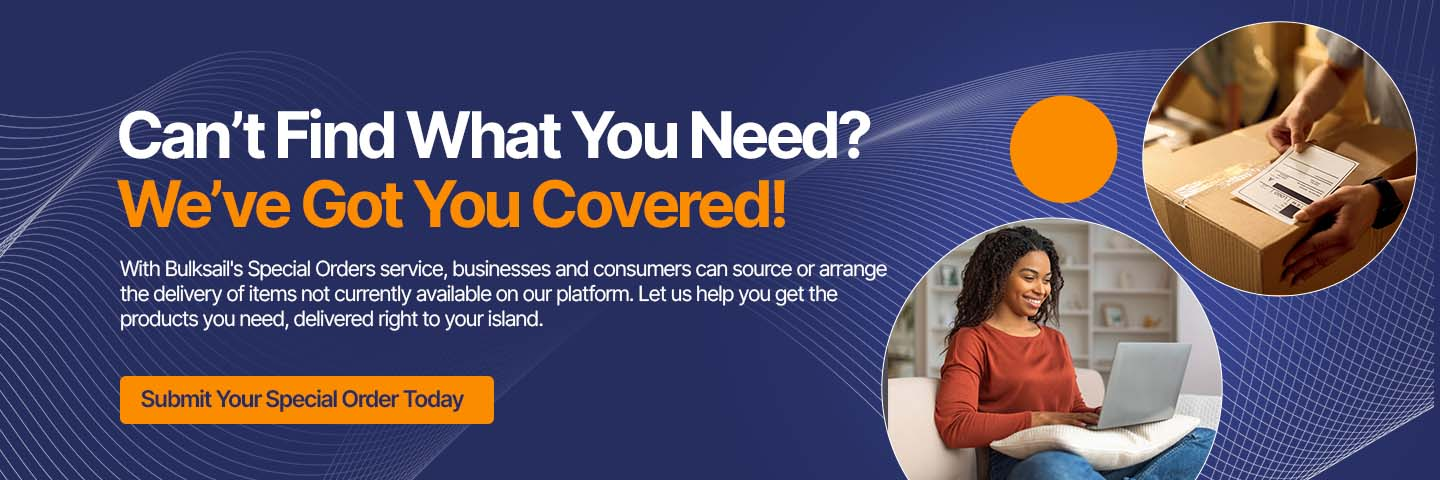 Can’t Find What You Need?
We’ve Got You Covered!
With Bulksail's Special Orders service, businesses and consumers can source or arrange
the delivery of items not currently available on our platform. Let us help you get the
products you need, delivered right to your island.
Submit Your Special Order Today